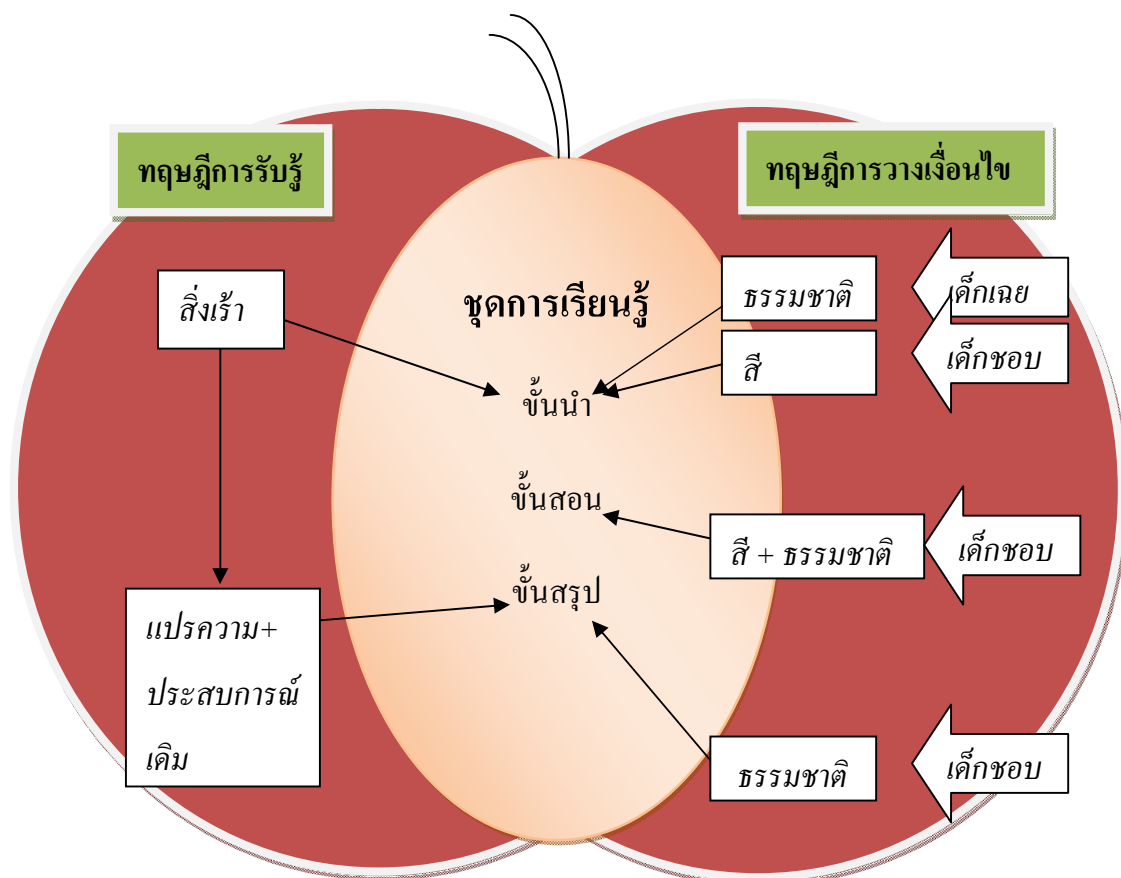 ทฤษฎีการรับรู้
ทฤษฎีการวางเงื่อนไข
สิ่งเร้า
ชุดการเรียนรู้
ธรรมชาติ
เด็กเฉย
สี
เด็กชอบ
ขั้นนำ
ขั้นสอน
สี + ธรรมชาติ
เด็กชอบ
ขั้นสรุป
แปรความ+
ประสบการณ์
เดิม
ธรรมชาติ
เด็กชอบ